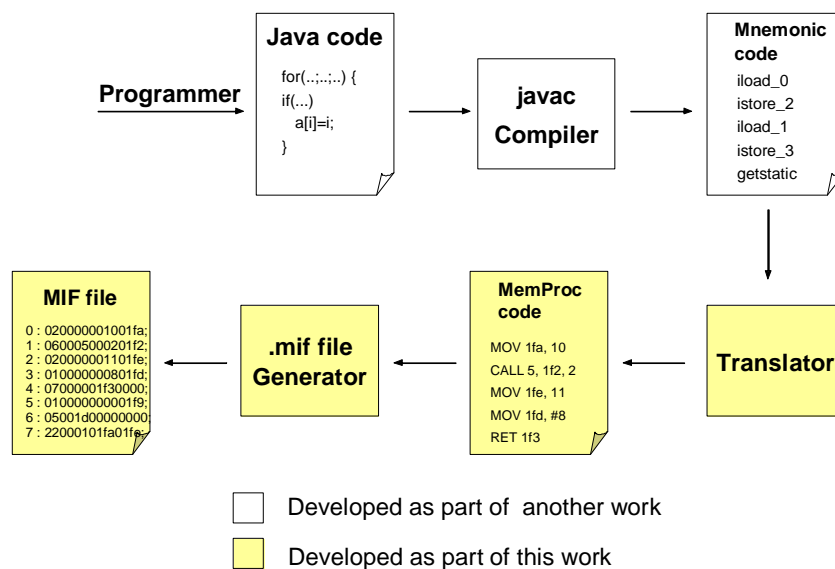 Programmer
Java code
for(..;..;..) {
if(...)
a[i]=i;
}
javac
Compiler
Mnemonic
code
iload_0
istore_2
iload_1
istore_3
getstatic
MIF file
0 : 020000001001fa;
1 : 060005000201f2;
2 : 020000001101fe;
3 : 010000000801fd;
4 : 07000001f30000;
5 : 010000000001f9;
6 : 05001d00000000;
7 : 22000101fa01fe;
.mif file
Generator
MemProc
code
MOV 1fa, 10
CALL 5, 1f2, 2
MOV 1fe, 11
MOV 1fd, #8
RET 1f3
Translator
Developed as part of another work
Developed as part of this work